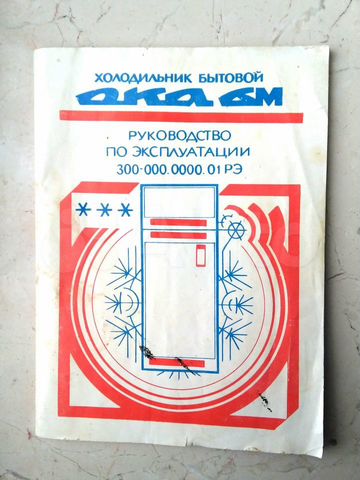 ХОЛОДИЛЬНИК БЫТОВОЙ
ОКА 6М
РУКОВОДСТВО
ПО ЭКСПЛУАТАЦИИ
300-000.0000.01 РЭ